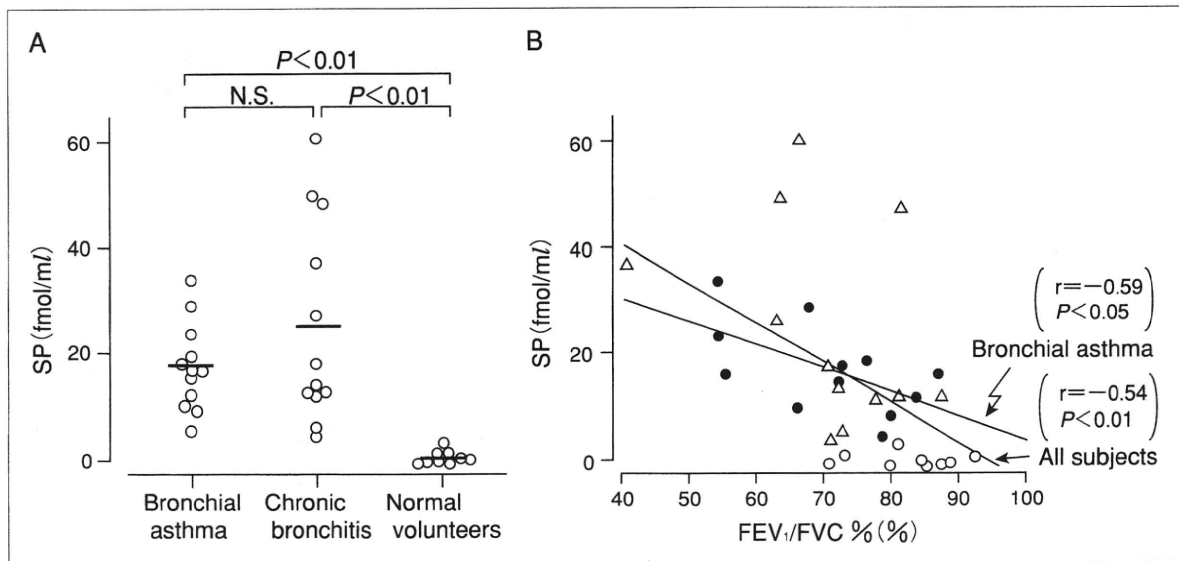 A
P<0.01
N.S.
P<0.01
SP(fmol/ml)
60
40
20
0
Bronchial asthma
Chronic bronchitis
Normal volunteers
B
SP(fmol/ml)
60
40
20
0
40
50
60
70
80
90
100
FEV₁/FVC %(%)
r=−0.59
P<0.05
Bronchial asthma
r=−0.54
P<0.01
All subjects